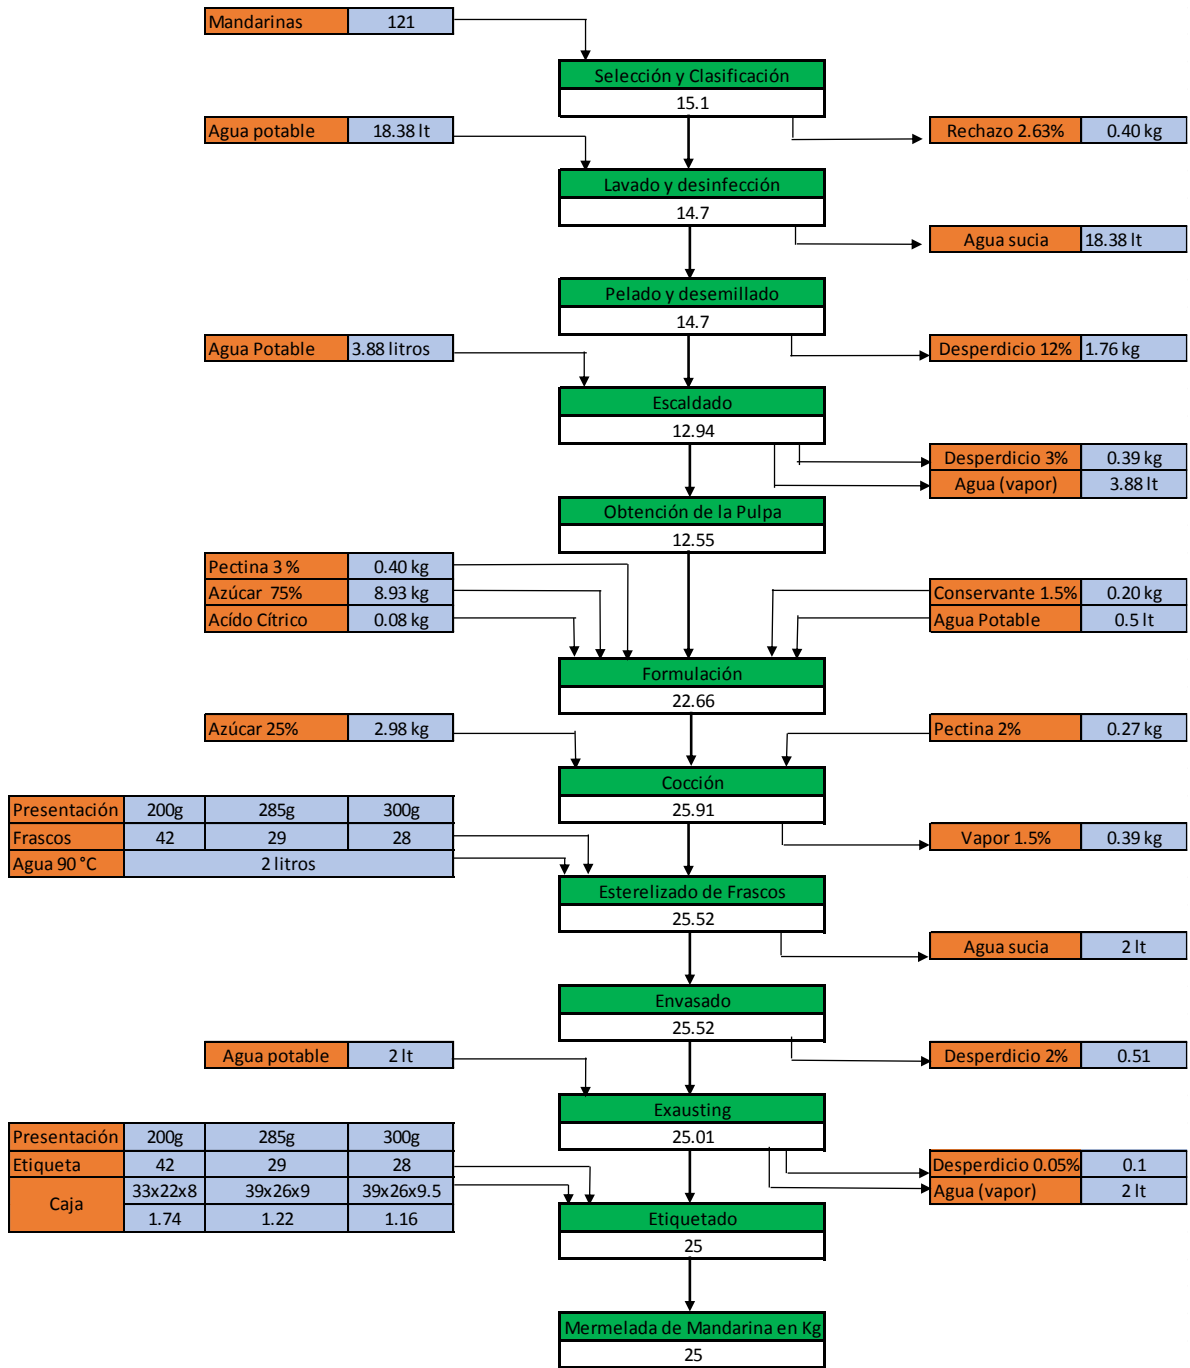 Mandarinas 121
Selección y Clasificación
15.1
Agua potable 18.38 lt
Rechazo 2.63% 0.40 kg
Lavado y desinfección
14.7
Agua sucia 18.38 lt
Pelado y desemillado
14.7
Agua Potable 3.88 litros
Desperdicio 12% 1.76 kg
Escaldado
12.94
Desperdicio 3% 0.39 kg
Agua (vapor) 3.88 lt
Obtención de la Pulpa
12.55
Pectina 3 % 0.40 kg
Azúcar 75% 8.93 kg
Acído Cítrico 0.08 kg
Conservante 1.5% 0.20 kg
Agua Potable 0.5 lt
Formulación
22.66
Azúcar 25% 2.98 kg
Pectina 2% 0.27 kg
Cocción
25.91
Presentación 200g 285g 300g
Frascos 42 29 28
Agua 90 °C 2 litros
Vapor 1.5% 0.39 kg
Esterelizado de Frascos
25.52
Agua sucia 2 lt
Envasado
25.52
Agua potable 2 lt
Desperdicio 2% 0.51
Exausting
25.01
Presentación 200g 285g 300g
Etiqueta 42 29 28
Caja 33x22x8 39x26x9 39x26x9.5
1.74 1.22 1.16
Desperdicio 0.05% 0.1
Agua (vapor) 2 lt
Etiquetado
25
Mermelada de Mandarina en Kg
25